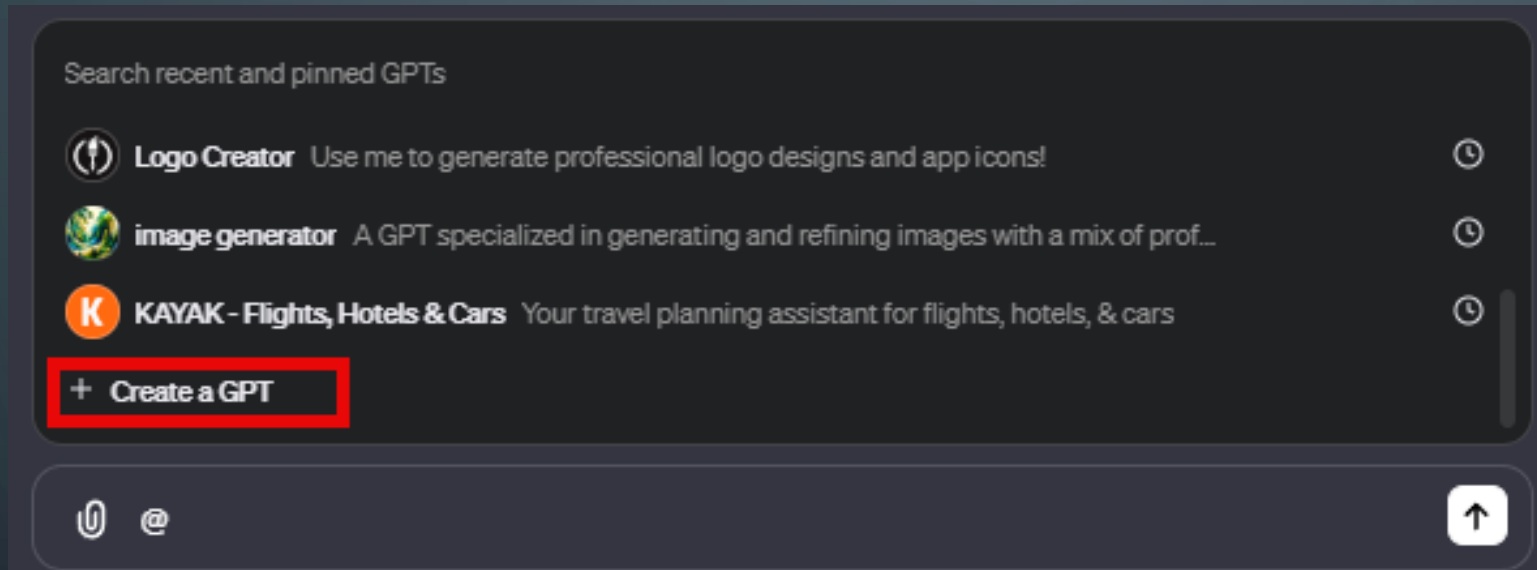 Search recent and pinned GPTs
Logo Creator Use me to generate professional logo designs and app icons!
image generator A GPT specialized in generating and refining images with a mix of prof...
K KAYAK - Flights, Hotels & Cars Your travel planning assistant for flights, hotels, & cars
+ Create a GPT
@